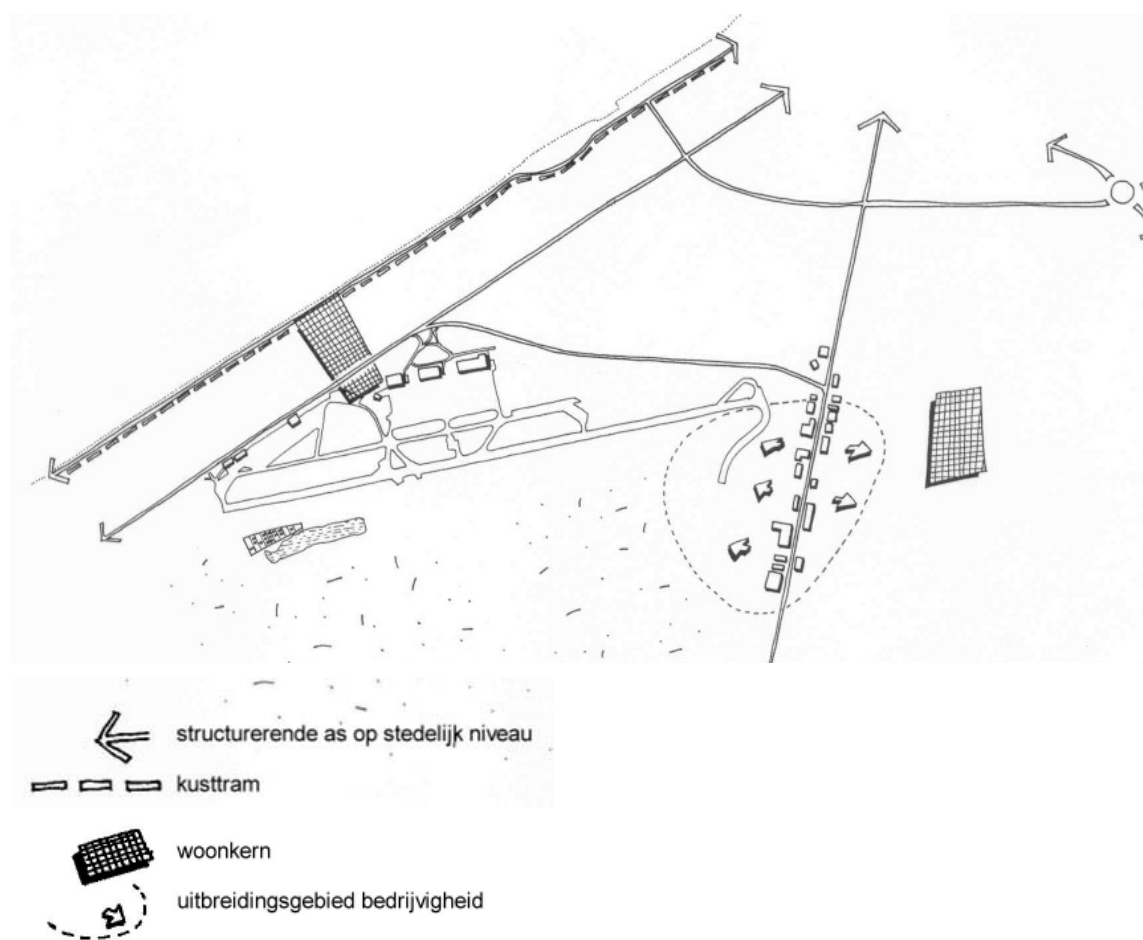 structurerende as op stedelijk niveau
kusttram
woonkern
uitbreidingsgebied bedrijvigheid